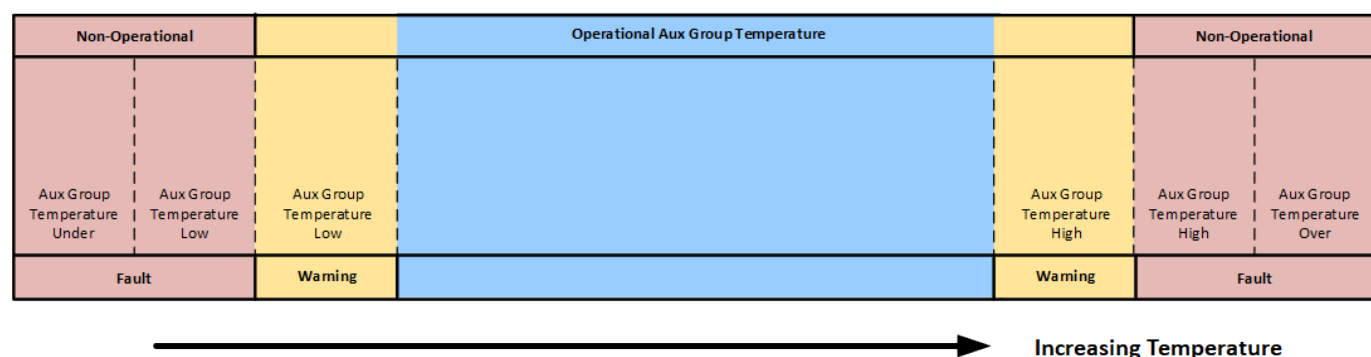 Non-Operational
Operational Aux Group Temperature
Non-Operational
Aux Group
Temperature
Under
Aux Group
Temperature
Low
Aux Group
Temperature
Low
Aux Group
Temperature
High
Aux Group
Temperature
High
Aux Group
Temperature
Over
Fault
Warning
Warning
Fault
Increasing Temperature